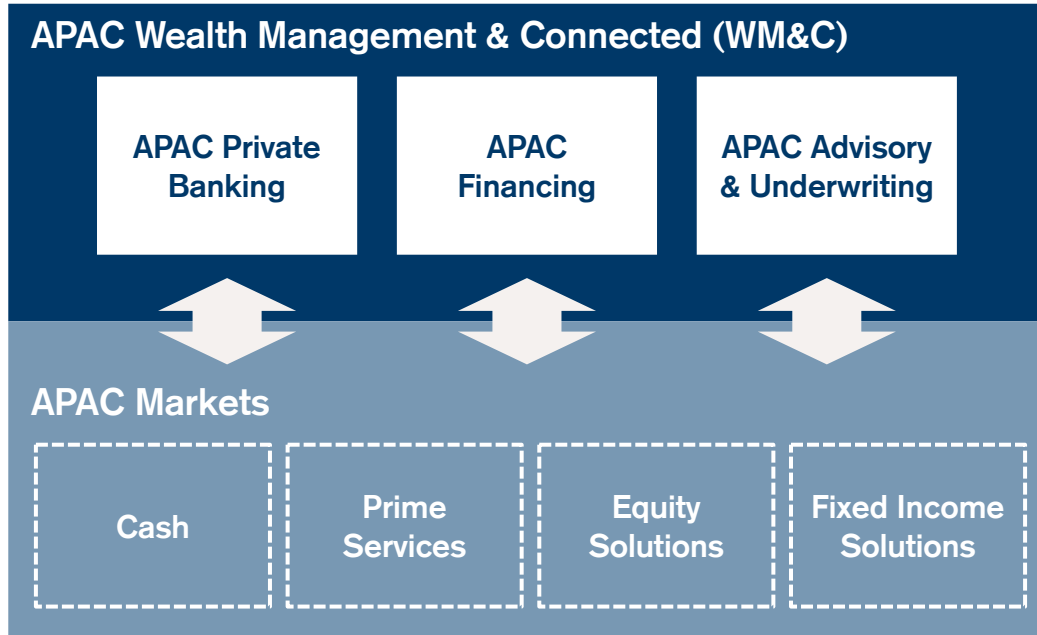 APAC Wealth Management & Connected (WM&C)
APAC Private
Banking
APAC
Financing
APAC Advisory
& Underwriting
APAC Markets
Cash
Prime
Services
Equity
Solutions
Fixed Income
Solutions